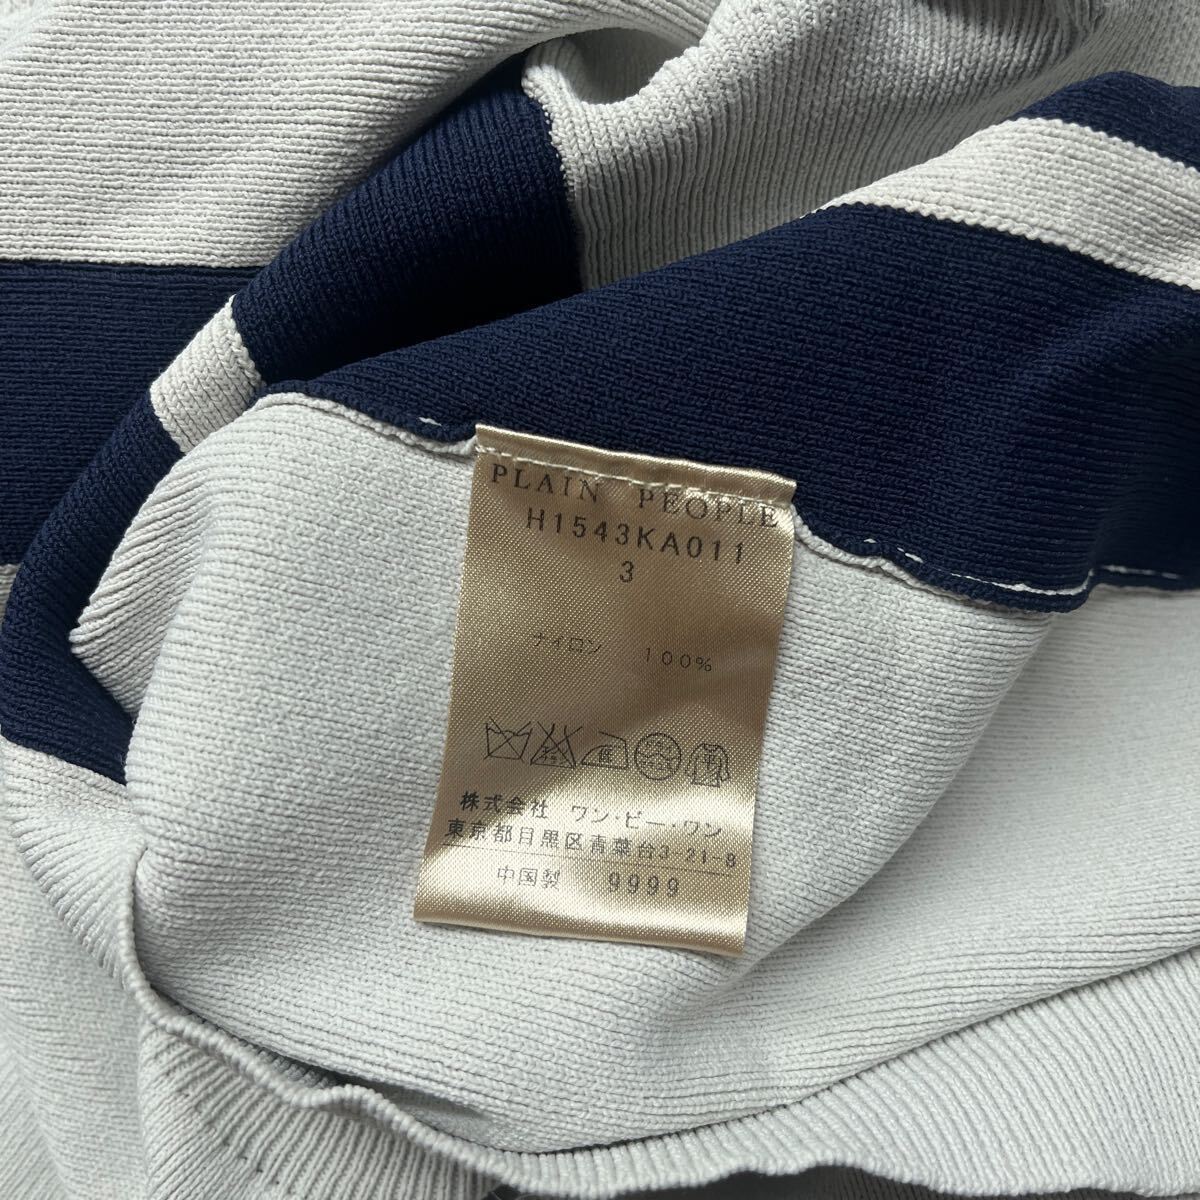 PLAIN PEOPLE
H1543KA011
3
ナイロン 100%
株式会社 ワン・ビー・ワン
東京都目黒区青葉台3-21-8
中国製 9999